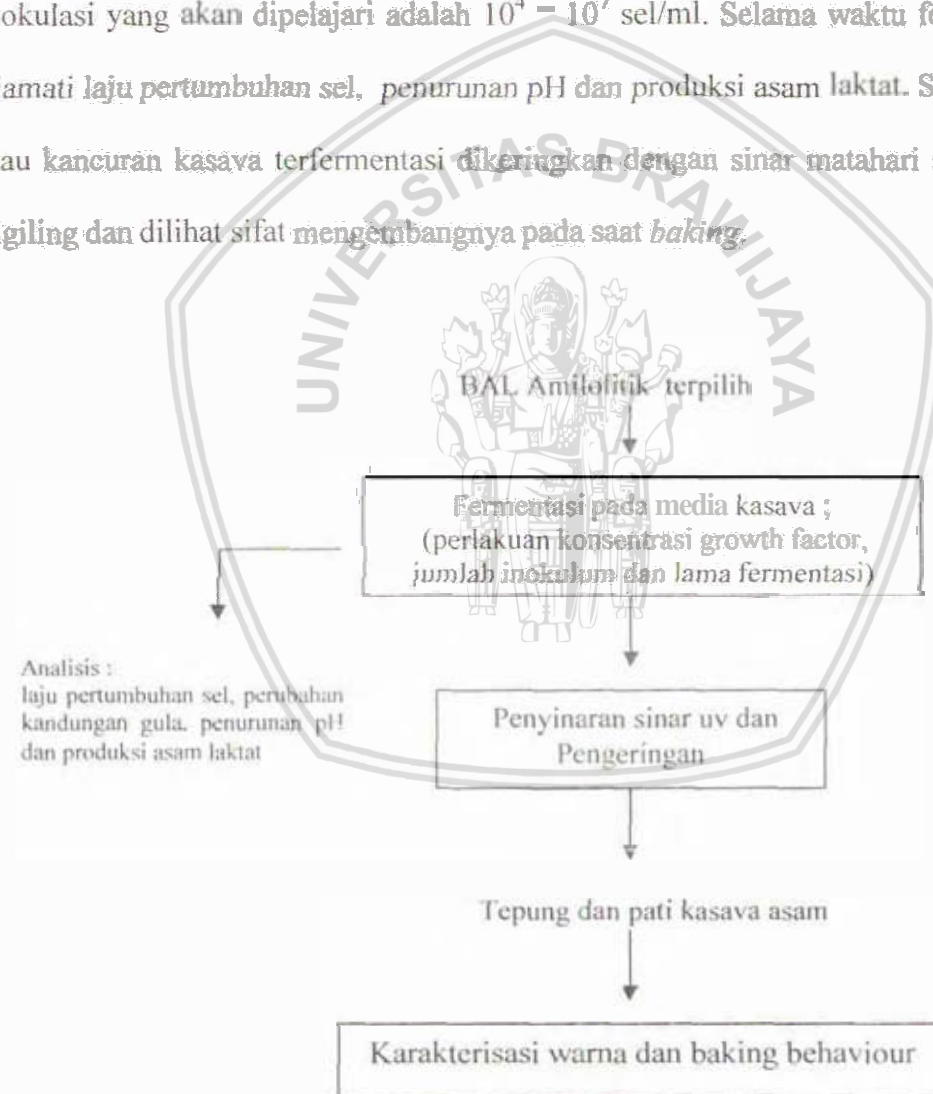 okulasi yang akan dipelajari adalah 10⁴ – 10⁷ sel/ml. Selama waktu fe
amati laju pertumbuhan sel, penurunan pH dan produksi asam laktat. S
au kancuran kasava terfermentasi dikeringkan dengan sinar matahari
giling dan dilihat sifat mengembangnya pada saat baking.
UNIVERSITAS BRAWIJAYA
BAL Amilolitik terpilih
Fermentasi pada media kasava ;
(perlakuan konsentrasi growth factor,
jumlah inokulum dan lama fermentasi)
Analisis :
laju pertumbuhan sel, perubahan
kandungan gula, penurunan pH
dan produksi asam laktat
Penyinaran sinar uv dan
Pengeringan
Tepung dan pati kasava asam
Karakterisasi warna dan baking behaviour